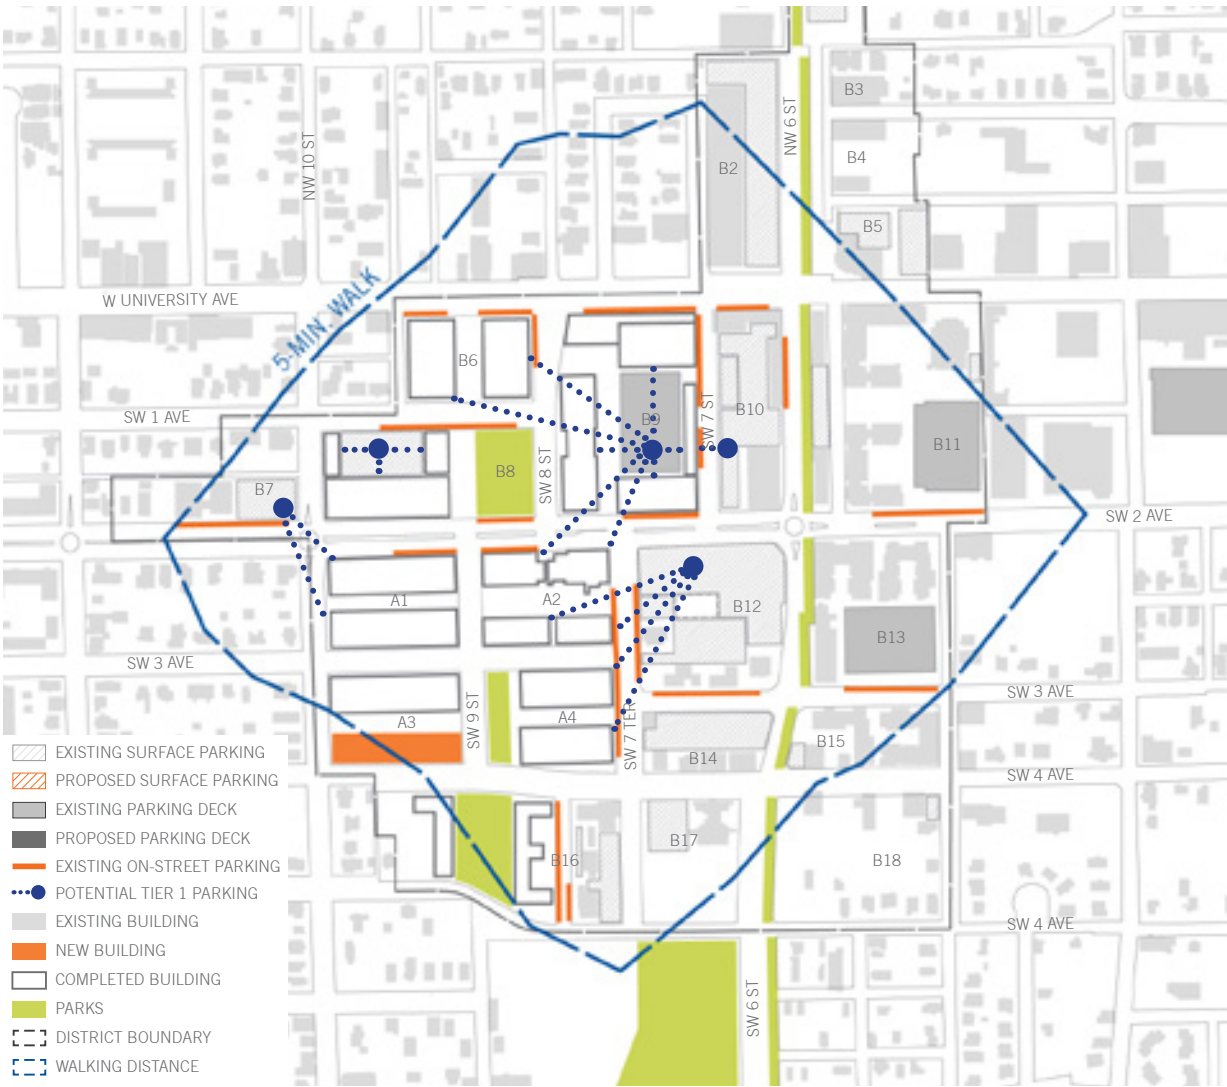 NW 6 ST
B3
NW 10 ST
B4
B2
B5
5-MIN. WALK
W UNIVERSITY AVE
B6
SW 1 AVE
B9
SW 7 ST
B10
B11
B8
SW 8 ST
B7
SW 2 AVE
A1
A2
B12
B13
SW 3 AVE
SW 3 AVE
A3
SW 9 ST
A4
SW 7 TER
B14
B15
SW 4 AVE
B16
B17
B18
SW 4 AVE
SW 6 ST
EXISTING SURFACE PARKING
PROPOSED SURFACE PARKING
EXISTING PARKING DECK
PROPOSED PARKING DECK
EXISTING ON-STREET PARKING
POTENTIAL TIER 1 PARKING
EXISTING BUILDING
NEW BUILDING
COMPLETED BUILDING
PARKS
DISTRICT BOUNDARY
WALKING DISTANCE